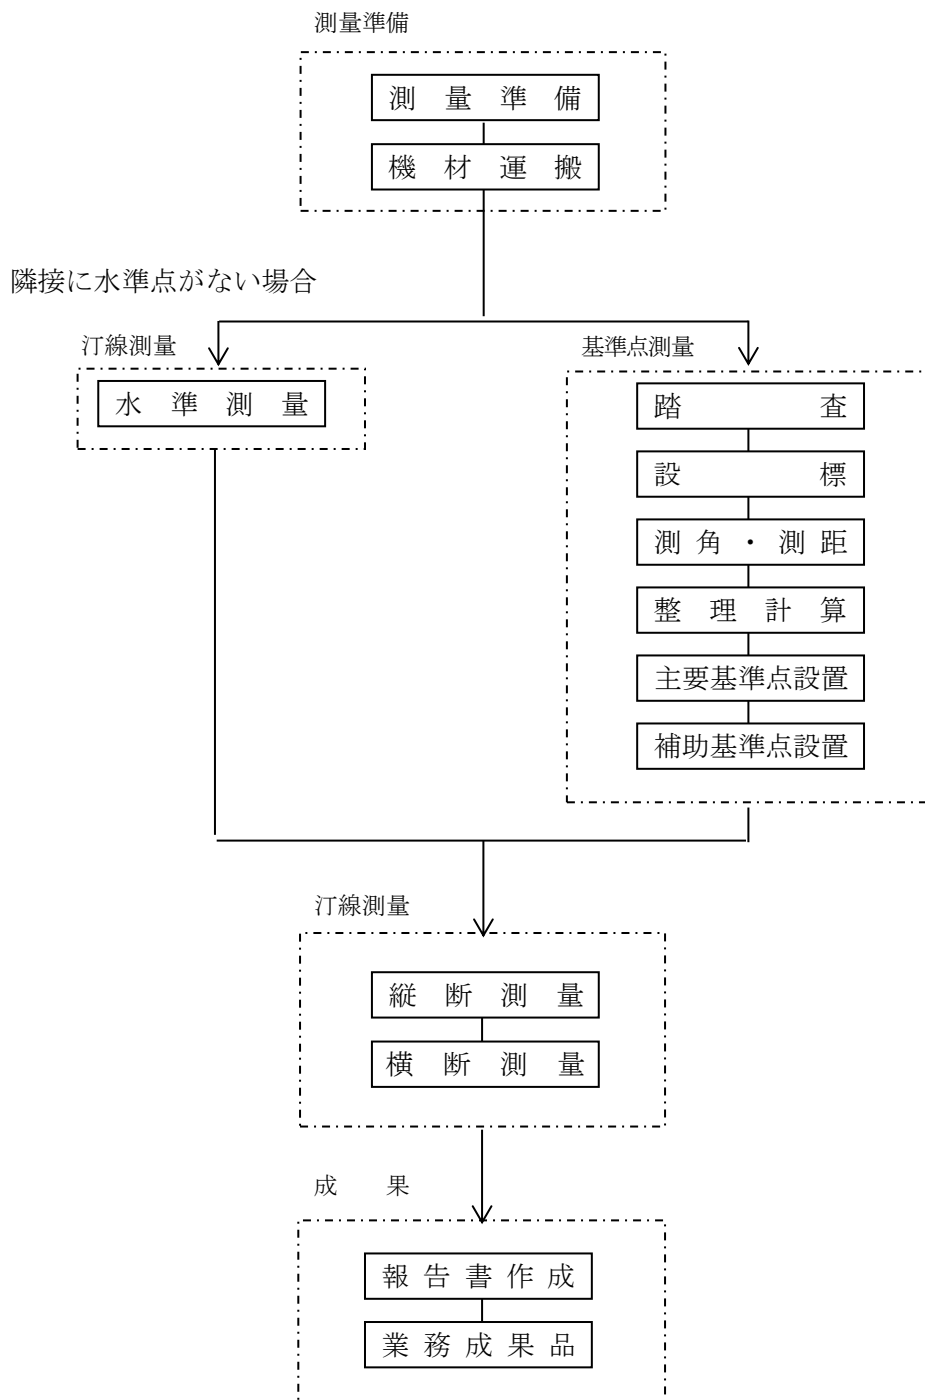 測量準備
測量準備
機材運搬
隣接に水準点がない場合
汀線測量
水準測量
基準点測量
踏査
設標
測角・測距
整理計算
主要基準点設置
補助基準点設置
汀線測量
縦断測量
横断測量
成果
報告書作成
業務成果品